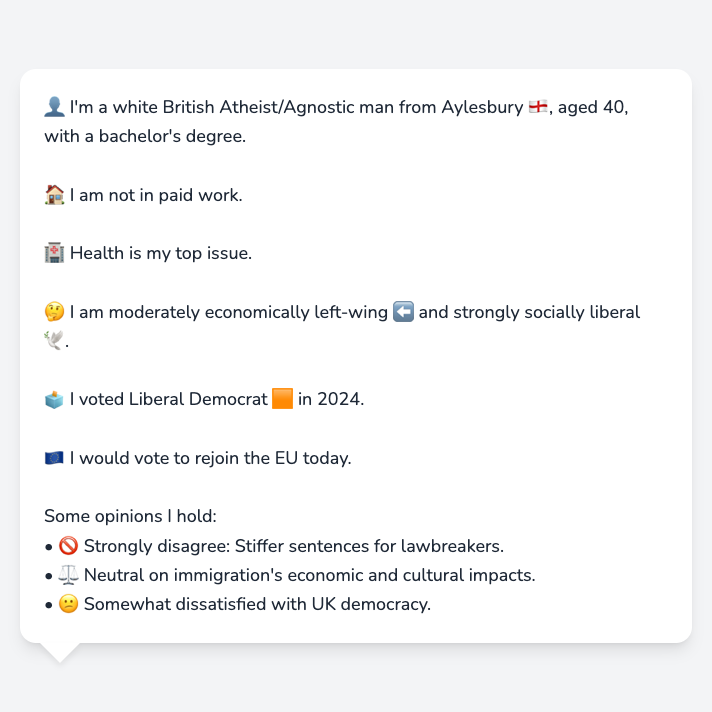 👤 I'm a white British Atheist/Agnostic man from Aylesbury 🏴󠁧󠁢󠁥󠁮󠁧󠁿, aged 40,
with a bachelor's degree.
🏠 I am not in paid work.
🏥 Health is my top issue.
🤔 I am moderately economically left-wing ⬅️ and strongly socially liberal
🕊️.
🗳️ I voted Liberal Democrat 🟧 in 2024.
🇪🇺 I would vote to rejoin the EU today.
Some opinions I hold:
• 🚫 Strongly disagree: Stiffer sentences for lawbreakers.
• ⚖️ Neutral on immigration's economic and cultural impacts.
• 😕 Somewhat dissatisfied with UK democracy.